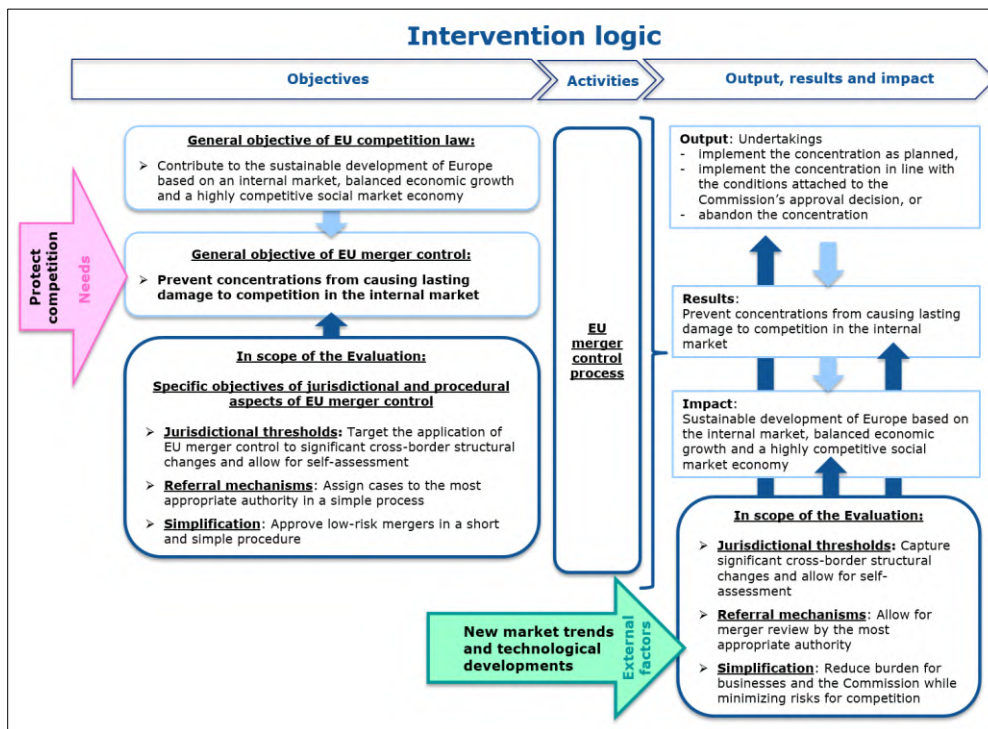 Intervention logic
Objectives
Activities
Output, results and impact
Protect
competition
Needs
General objective of EU competition law:
➢ Contribute to the sustainable development of Europe
based on an internal market, balanced economic growth
and a highly competitive social market economy
General objective of EU merger control:
➢ Prevent concentrations from causing lasting
damage to competition in the internal market
In scope of the Evaluation:
Specific objectives of jurisdictional and procedural
aspects of EU merger control
➢ Jurisdictional thresholds: Target the application of
EU merger control to significant cross-border structural
changes and allow for self-assessment
➢ Referral mechanisms: Assign cases to the most
appropriate authority in a simple process
➢ Simplification: Approve low-risk mergers in a short
and simple procedure
EU
merger
control
process
Output: Undertakings
- implement the concentration as planned,
- implement the concentration in line with
the conditions attached to the
Commission's approval decision, or
- abandon the concentration
Results:
Prevent concentrations from causing lasting
damage to competition in the internal
market
Impact:
Sustainable development of Europe based on
the internal market, balanced economic
growth and a highly competitive social
market economy
New market trends
and technological
developments
External
factors
In scope of the Evaluation:
➢ Jurisdictional thresholds: Capture
significant cross-border structural
changes and allow for self-
assessment
➢ Referral mechanisms: Allow for
merger review by the most
appropriate authority
➢ Simplification: Reduce burden for
businesses and the Commission while
minimizing risks for competition